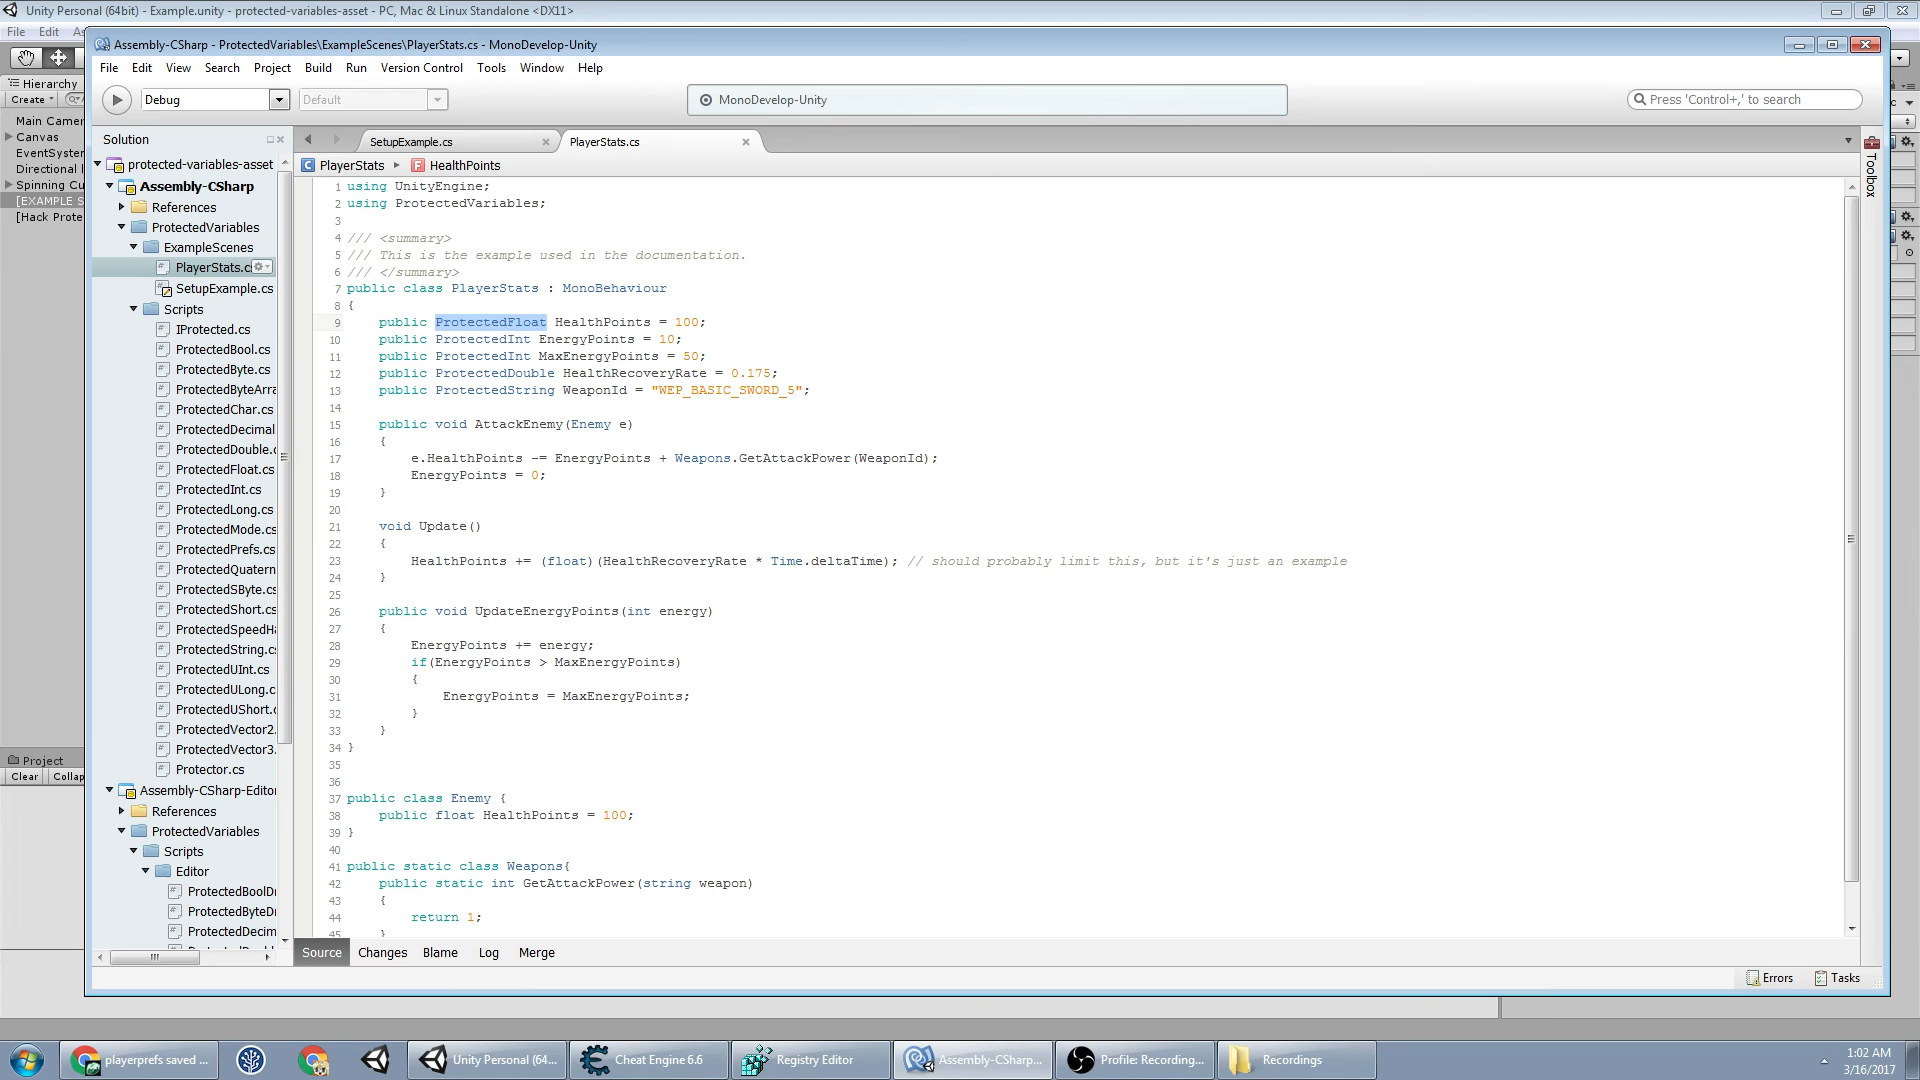 Unity Personal (64bit) - Example.unity - protected-variables-asset - PC, Mac & Linux Standalone <DX11>
File Edit As
Assembly-CSharp - ProtectedVariables\ExampleScenes\PlayerStats.cs - MonoDevelop-Unity
File Edit View Search Project Build Run Version Control Tools Window Help
Debug Default MonoDevelop-Unity Press 'Control+,' to search
Hierarchy
Create
Main Camer
Canvas
EventSystem
Directional l
Spinning Cu
[EXAMPLE S
[Hack Prote
Project
Clear Collap
Solution
protected-variables-asset
Assembly-CSharp
References
ProtectedVariables
ExampleScenes
PlayerStats.c
SetupExample.cs
Scripts
IProtected.cs
ProtectedBool.cs
ProtectedByte.cs
ProtectedByteArra
ProtectedChar.cs
ProtectedDecimal
ProtectedDouble.c
ProtectedFloat.cs
ProtectedInt.cs
ProtectedLong.cs
ProtectedMode.cs
ProtectedPrefs.cs
ProtectedQuatern
ProtectedSByte.cs
ProtectedShort.cs
ProtectedSpeedHa
ProtectedString.cs
ProtectedUInt.cs
ProtectedULong.c
ProtectedUShort.c
ProtectedVector2.
ProtectedVector3.
Protector.cs
Assembly-CSharp-Editor
References
ProtectedVariables
Scripts
Editor
ProtectedBoolDr
ProtectedByteDr
ProtectedDecim
SetupExample.cs PlayerStats.cs
PlayerStats HealthPoints
1 using UnityEngine;
2 using ProtectedVariables;
3
4 /// <summary>
5 /// This is the example used in the documentation.
6 /// </summary>
7 public class PlayerStats : MonoBehaviour
8 {
9 public ProtectedFloat HealthPoints = 100;
10 public ProtectedInt EnergyPoints = 10;
11 public ProtectedInt MaxEnergyPoints = 50;
12 public ProtectedDouble HealthRecoveryRate = 0.175;
13 public ProtectedString WeaponId = "WEP_BASIC_SWORD_5";
14
15 public void AttackEnemy(Enemy e)
16 {
17 e.HealthPoints -= EnergyPoints + Weapons.GetAttackPower(WeaponId);
18 EnergyPoints = 0;
19 }
20
21 void Update()
22 {
23 HealthPoints += (float)(HealthRecoveryRate * Time.deltaTime); // should probably limit this, but it's just an example
24 }
25
26 public void UpdateEnergyPoints(int energy)
27 {
28 EnergyPoints += energy;
29 if(EnergyPoints > MaxEnergyPoints)
30 {
31 EnergyPoints = MaxEnergyPoints;
32 }
33 }
34 }
35
36
37 public class Enemy {
38 public float HealthPoints = 100;
39 }
40
41 public static class Weapons{
42 public static int GetAttackPower(string weapon)
43 {
44 return 1;
45 }
Toolbox
Source Changes Blame Log Merge
Errors Tasks
playerprefs saved ... Unity Personal (64... Cheat Engine 6.6 Registry Editor Assembly-CSharp... Profile: Recording... Recordings
1:02 AM
3/16/2017